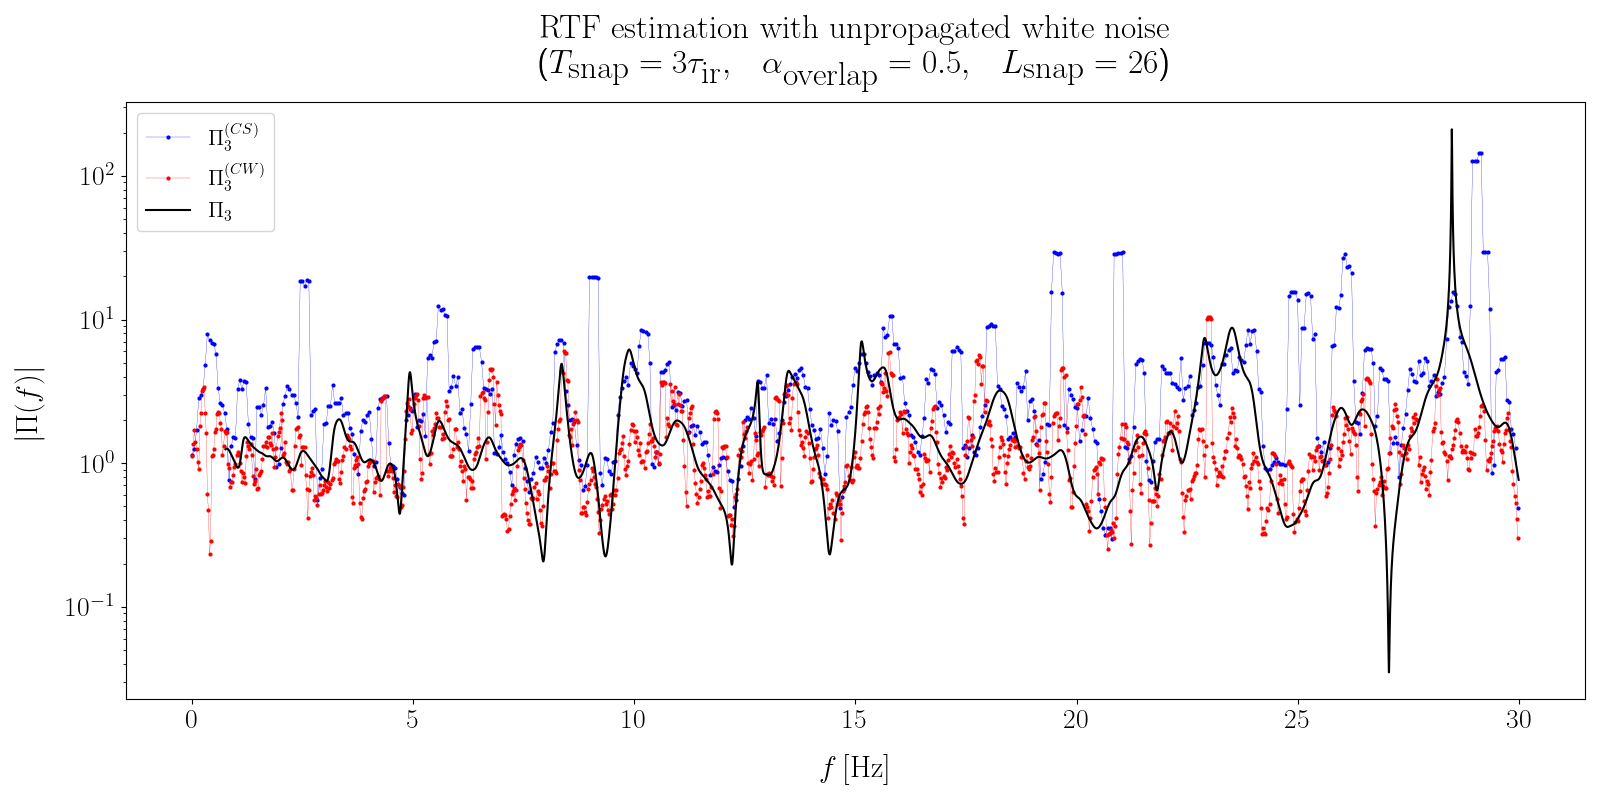 RTF estimation with unpropagated white noise
(T_snap = 3τ_ir, α_overlap = 0.5, L_snap = 26)
Π_3^(CS)
Π_3^(CW)
Π_3
|Π(f)|
10^2
10^1
10^0
10^−1
0 5 10 15 20 25 30
f [Hz]